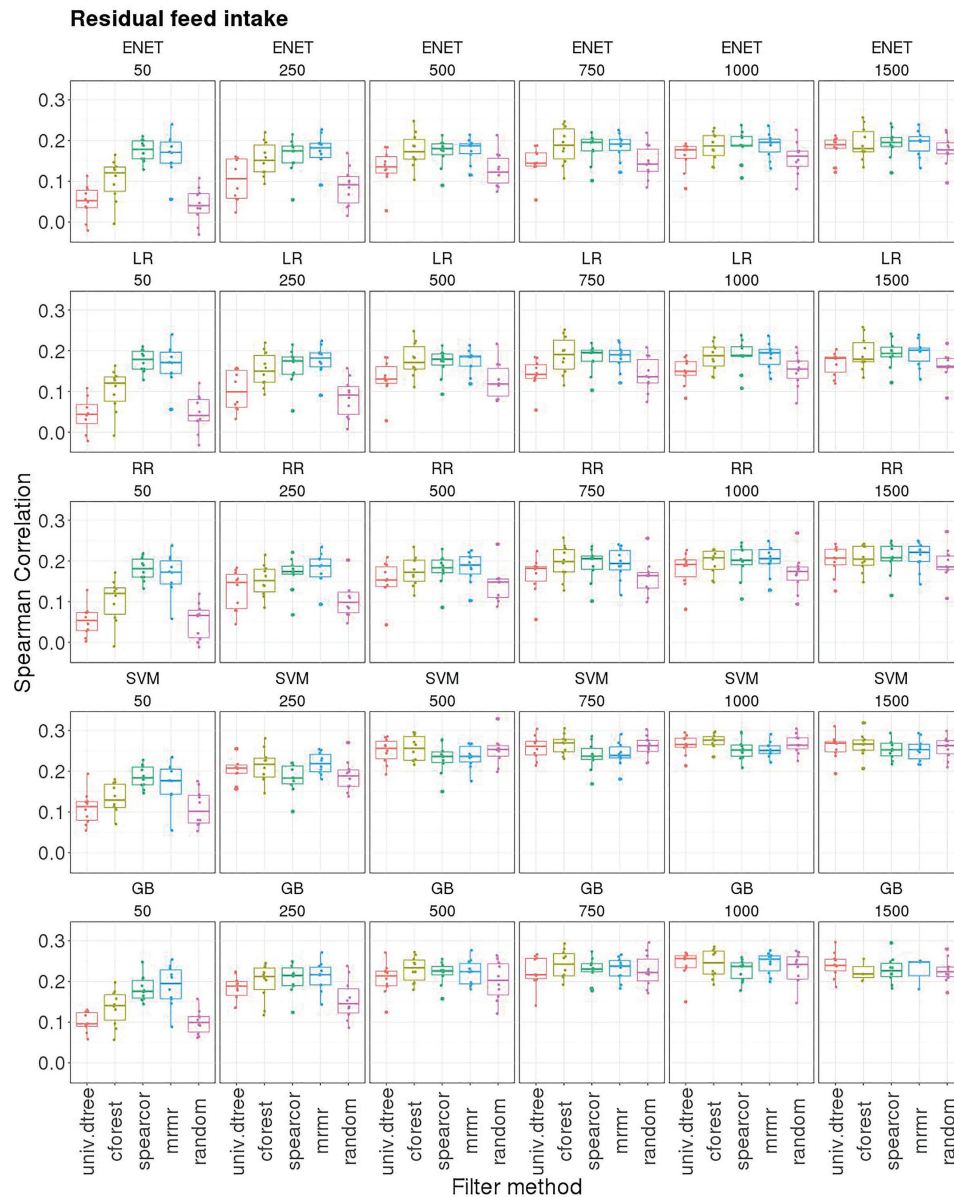 Residual feed intake
ENET ENET ENET ENET ENET ENET
50 250 500 750 1000 1500
0.3
0.2
0.1
0.0
LR LR LR LR LR LR
50 250 500 750 1000 1500
0.3
0.2
0.1
0.0
RR RR RR RR RR RR
50 250 500 750 1000 1500
0.3
0.2
0.1
0.0
SVM SVM SVM SVM SVM SVM
50 250 500 750 1000 1500
0.3
0.2
0.1
0.0
GB GB GB GB GB GB
50 250 500 750 1000 1500
0.3
0.2
0.1
0.0
Spearman Correlation
univ.dtree cforest spearcor mrmr random univ.dtree cforest spearcor mrmr random univ.dtree cforest spearcor mrmr random univ.dtree cforest spearcor mrmr random univ.dtree cforest spearcor mrmr random univ.dtree cforest spearcor mrmr random
Filter method